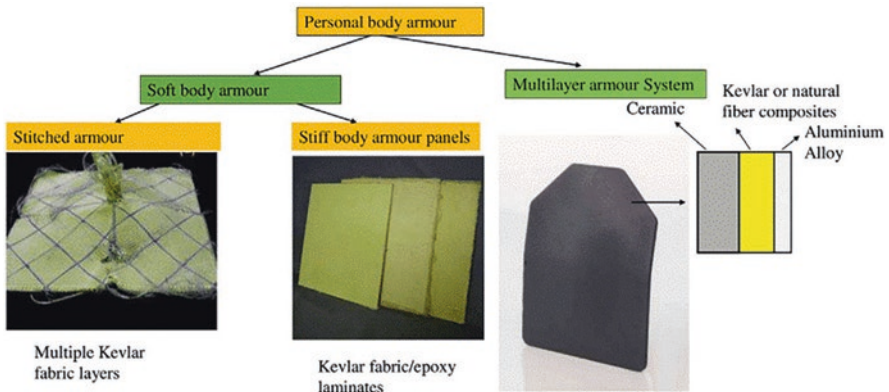 Personal body armour
Soft body armour
Multilayer armour System
Stitched armour
Stiff body armour panels
Ceramic
Kevlar or natural
fiber composites
Aluminium
Alloy
Multiple Kevlar
fabric layers
Kevlar fabric/epoxy
laminates